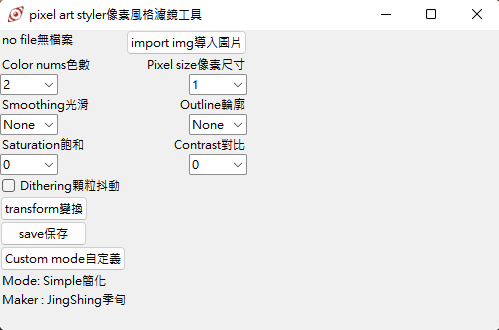 pixel art styler像素風格濾鏡工具
no file無檔案
import img導入圖片
Color nums色數
Pixel size像素尺寸
2
1
Smoothing光滑
Outline輪廓
None
None
Saturation飽和
Contrast對比
0
0
Dithering顆粒抖動
transform變換
save保存
Custom mode自定義
Mode: Simple簡化
Maker : JingShing季旬